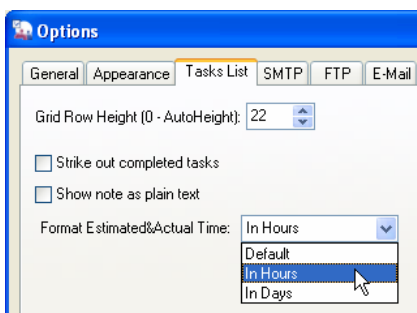 Options
General Appearance Tasks List SMTP FTP E-Mail
Grid Row Height (0 - AutoHeight): 22
Strike out completed tasks
Show note as plain text
Format Estimated&Actual Time: In Hours
Default
In Hours
In Days